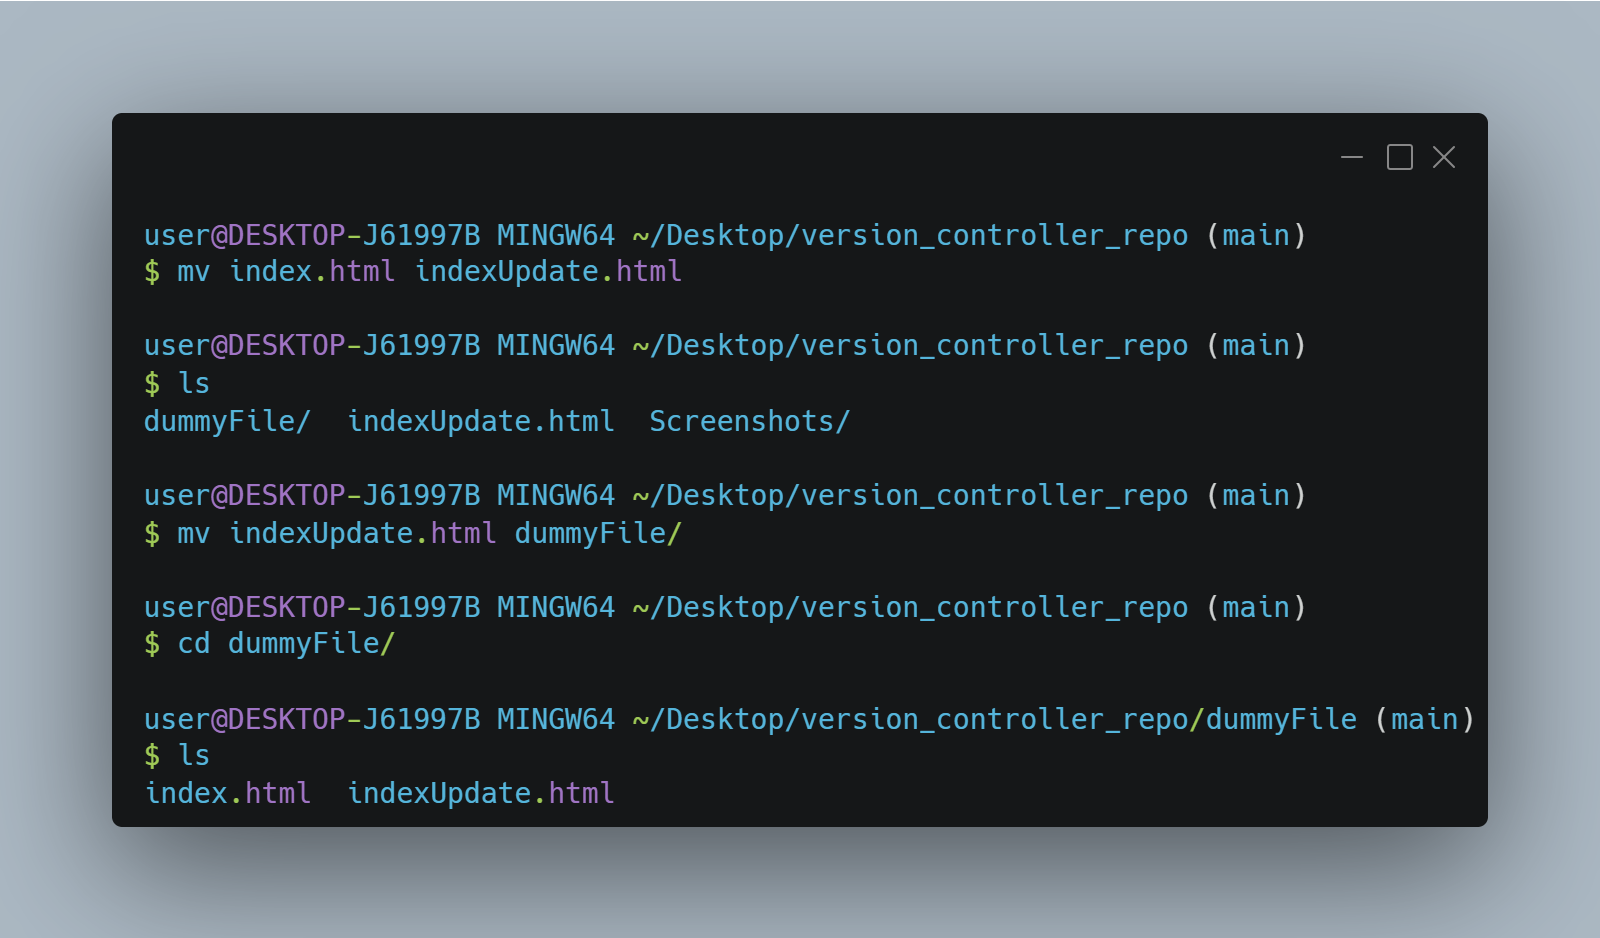 user@DESKTOP-J61997B MINGW64 ~/Desktop/version_controller_repo (main)
$ mv index.html indexUpdate.html
user@DESKTOP-J61997B MINGW64 ~/Desktop/version_controller_repo (main)
$ ls
dummyFile/  indexUpdate.html  Screenshots/
user@DESKTOP-J61997B MINGW64 ~/Desktop/version_controller_repo (main)
$ mv indexUpdate.html dummyFile/
user@DESKTOP-J61997B MINGW64 ~/Desktop/version_controller_repo (main)
$ cd dummyFile/
user@DESKTOP-J61997B MINGW64 ~/Desktop/version_controller_repo/dummyFile (main)
$ ls
index.html  indexUpdate.html